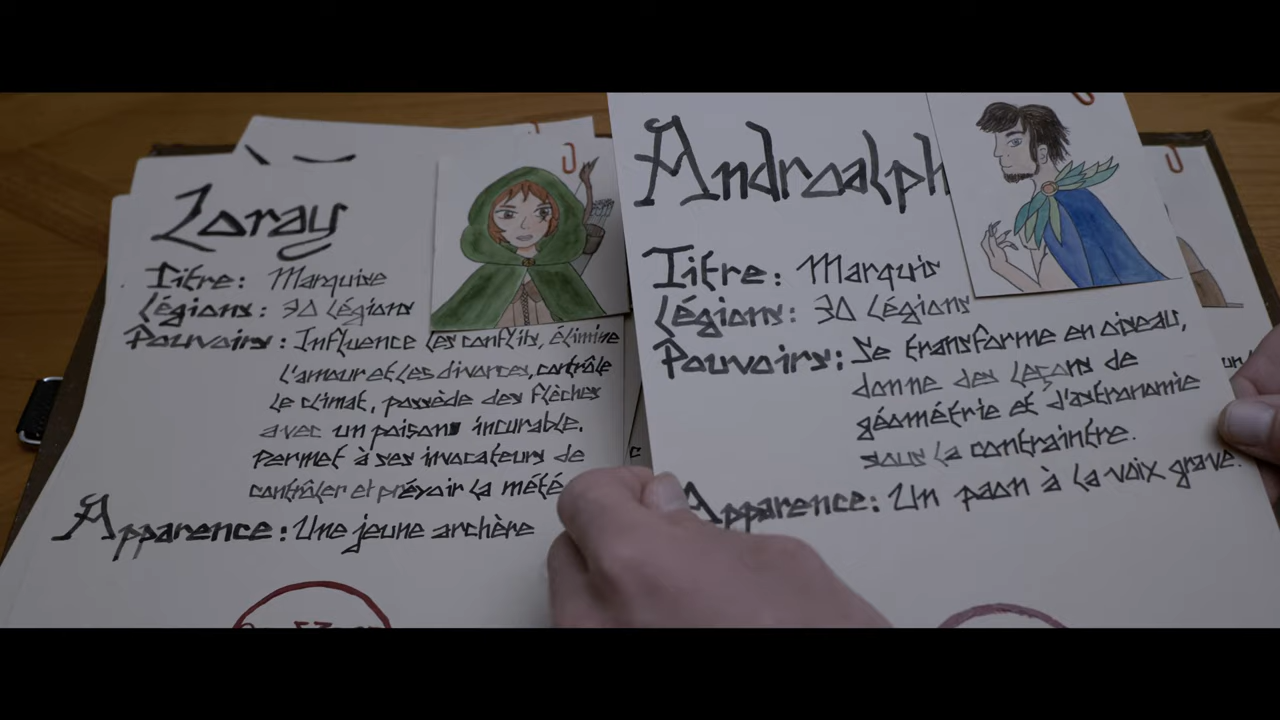 Loray
Titre: Marquise
Légions: 30 Légions
Pouvoirs: Influence les conflits, élimine
l'amour et les divorces, contrôle
le climat, possède des flèches
avec un poison incurable.
Permet à ses invocateurs de
contrôler et prévoir la météo
Apparence: Une jeune archère
Androalph
Titre: Marquis
Légions: 30 Légions
Pouvoirs: Se transforme en oiseau,
donne des leçons de
géométrie et d'astronomie
sous la contraintre.
Apparence: Un paon à la voix grave.